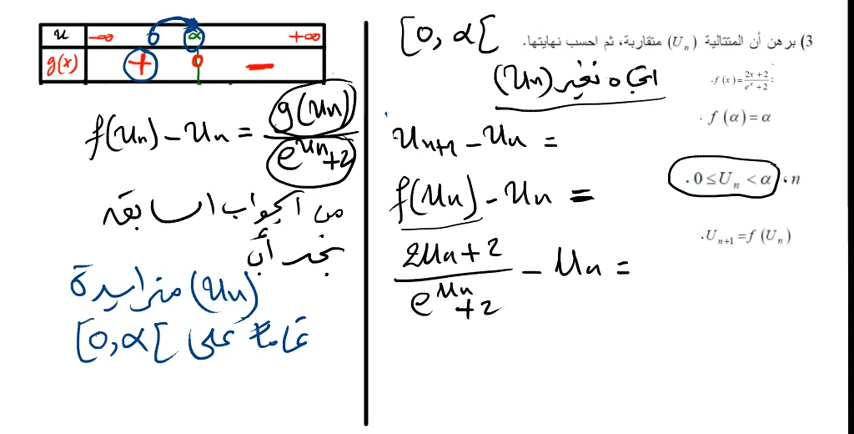 3) برهن أن المتتالية (Uₙ) متقاربة، ثم احسب نهايتها.
[0, α[
اتجاه تغير (Uₙ)
f(x) = (2x+2)/(eˣ+2)
.f(α)=α
.0≤Uₙ<α ، n
.Uₙ₊₁=f(Uₙ)
Uₙ₊₁ - Uₙ =
f(Uₙ) - Uₙ =
(2Uₙ+2)/(e^Uₙ+2) - Uₙ =
x -∞ 0 α +∞
g(x) + 0 -
f(Uₙ) - Uₙ = g(Uₙ)/(e^Uₙ+2)
من الجواب السابقة
نجد أن
(Uₙ) متزايدة
على [0, α[